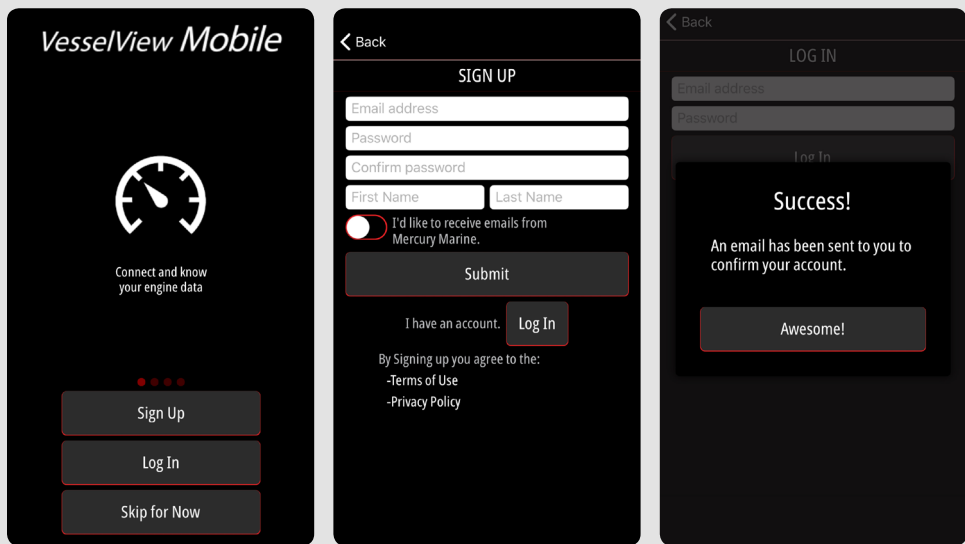 VesselView Mobile
Connect and know
your engine data
Sign Up
Log In
Skip for Now
Back
SIGN UP
Email address
Password
Confirm password
First Name Last Name
I'd like to receive emails from
Mercury Marine.
Submit
I have an account. Log In
By Signing up you agree to the:
-Terms of Use
-Privacy Policy
Back
LOG IN
Email address
Password
Log In
Success!
An email has been sent to you to
confirm your account.
Awesome!